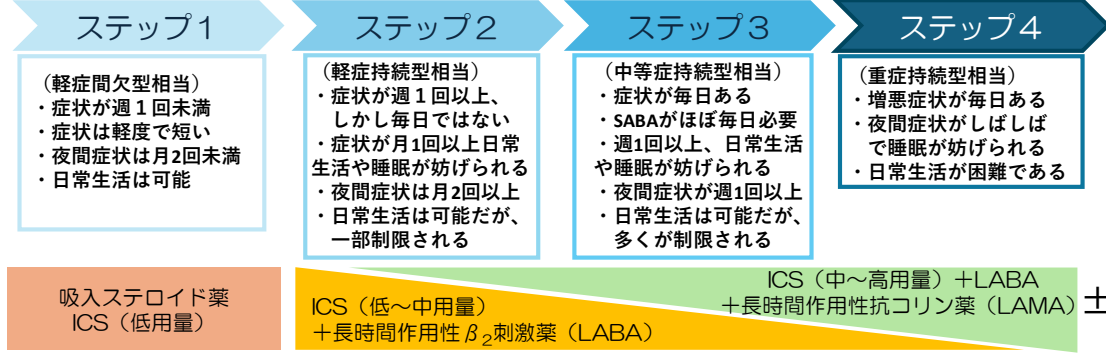 ステップ1
ステップ2
ステップ3
ステップ4
（軽症間欠型相当）
・症状が週１回未満
・症状は軽度で短い
・夜間症状は月2回未満
・日常生活は可能
（軽症持続型相当）
・症状が週１回以上、
しかし毎日ではない
・症状が月1回以上日常
生活や睡眠が妨げられる
・夜間症状は月2回以上
・日常生活は可能だが、
一部制限される
（中等症持続型相当）
・症状が毎日ある
・SABAがほぼ毎日必要
・週1回以上、日常生活
や睡眠が妨げられる
・夜間症状が週1回以上
・日常生活は可能だが、
多くが制限される
（重症持続型相当）
・増悪症状が毎日ある
・夜間症状がしばしば
で睡眠が妨げられる
・日常生活が困難である
吸入ステロイド薬
ICS（低用量）
ICS（低～中用量）
＋長時間作用性β₂刺激薬（LABA）
ICS（中～高用量）＋LABA
＋長時間作用性抗コリン薬（LAMA）
±